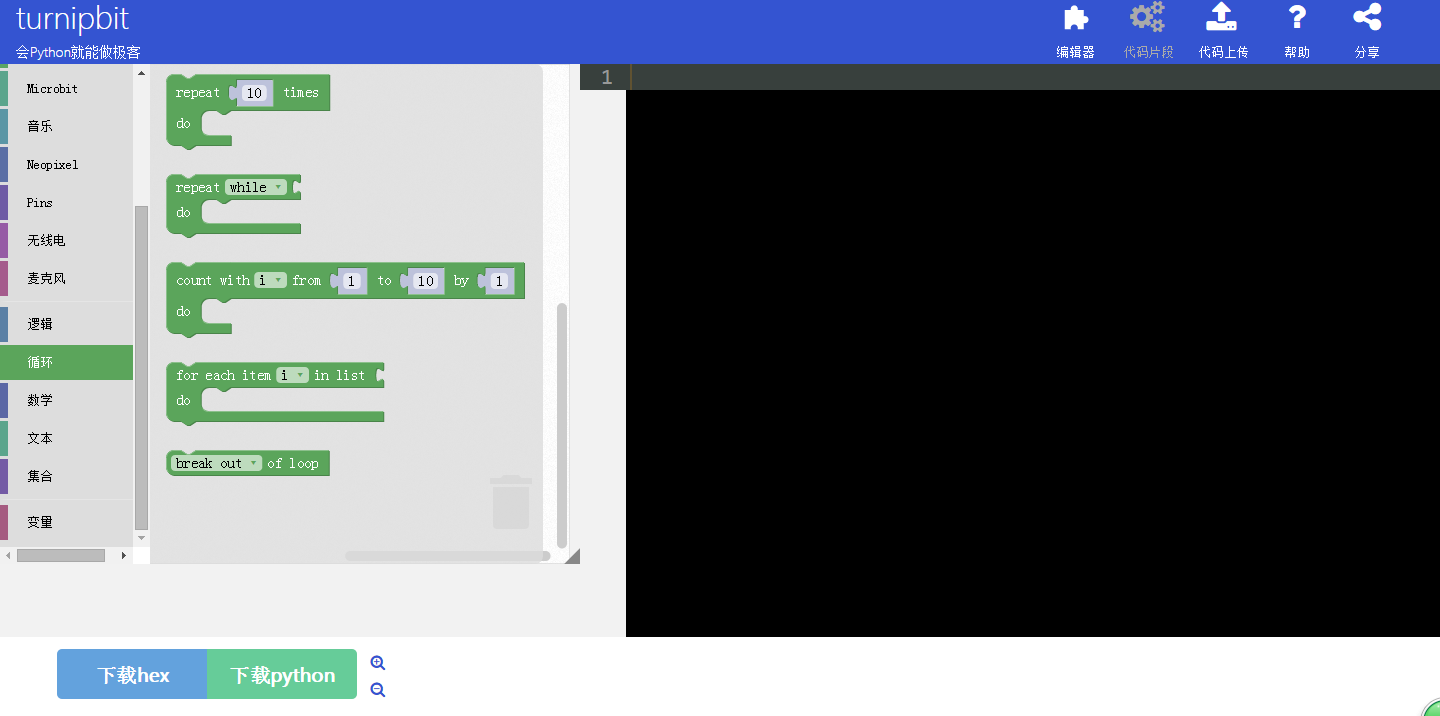 turnipbit
会Python就能做极客
编辑器
代码片段
代码上传
帮助
分享
Microbit
音乐
Neopixel
Pins
无线电
麦克风
逻辑
循环
数学
文本
集合
变量
repeat 10 times
do
repeat while
do
count with i from 1 to 10 by 1
do
for each item i in list
do
break out of loop
1
下载hex
下载python